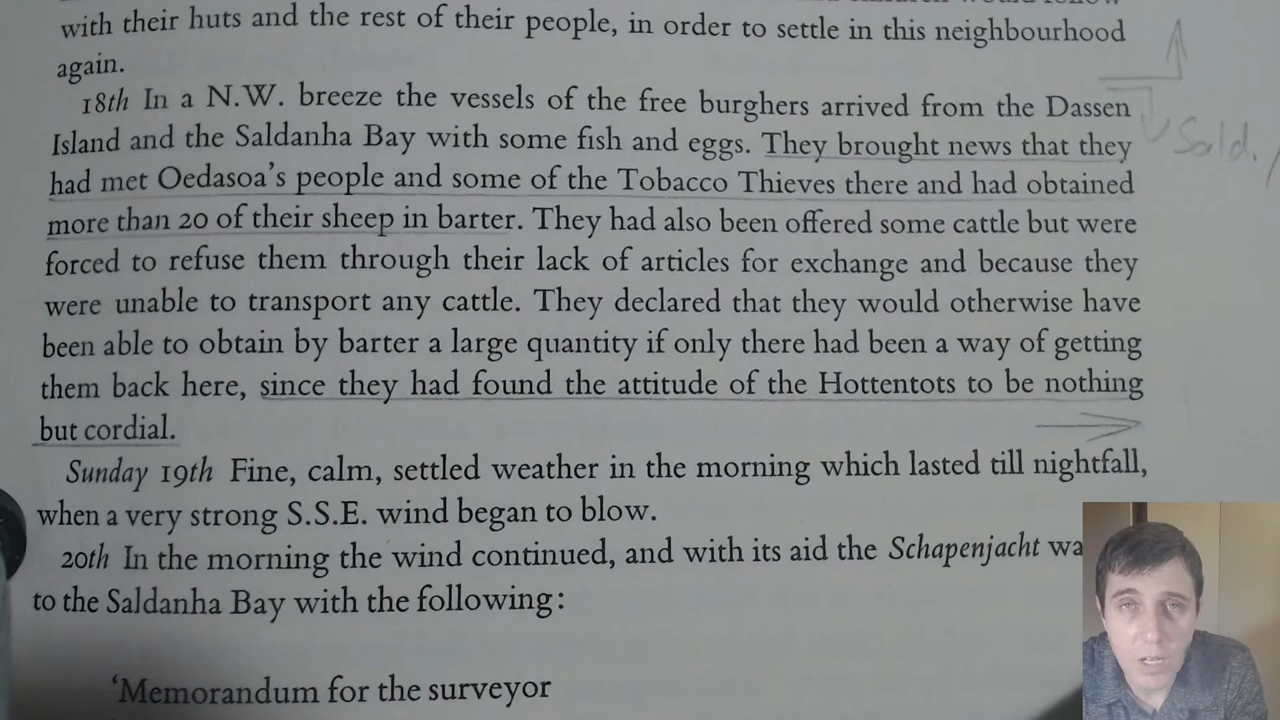 with their huts and the rest of their people, in order to settle in this neighbourhood
again.
18th In a N.W. breeze the vessels of the free burghers arrived from the Dassen
Island and the Saldanha Bay with some fish and eggs. They brought news that they
had met Oedasoa's people and some of the Tobacco Thieves there and had obtained
more than 20 of their sheep in barter. They had also been offered some cattle but were
forced to refuse them through their lack of articles for exchange and because they
were unable to transport any cattle. They declared that they would otherwise have
been able to obtain by barter a large quantity if only there had been a way of getting
them back here, since they had found the attitude of the Hottentots to be nothing
but cordial.
Sunday 19th Fine, calm, settled weather in the morning which lasted till nightfall,
when a very strong S.S.E. wind began to blow.
20th In the morning the wind continued, and with its aid the Schapenjacht
to the Saldanha Bay with the following:
‘Memorandum for the surveyor
Sald.